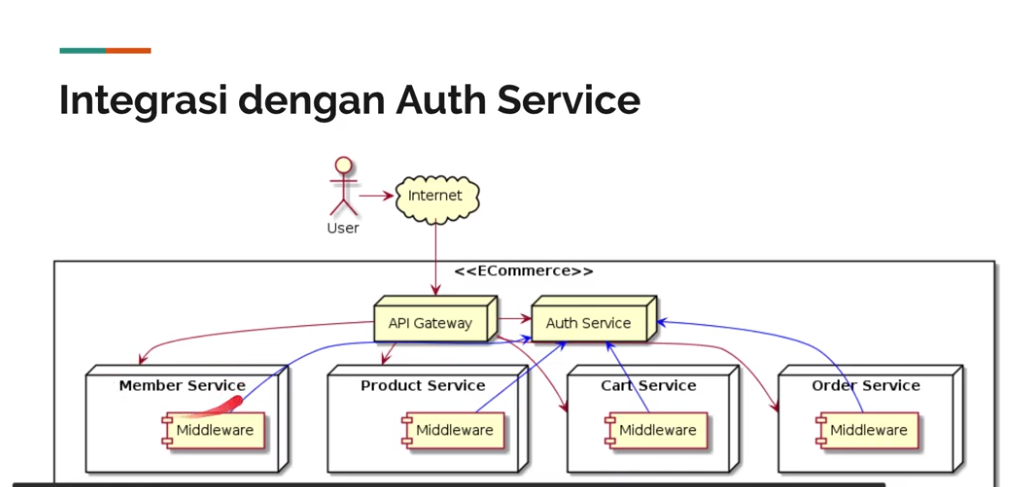 Integrasi dengan Auth Service
Internet
User
<<ECommerce>>
API Gateway
Auth Service
Member Service
Product Service
Cart Service
Order Service
Middleware
Middleware
Middleware
Middleware